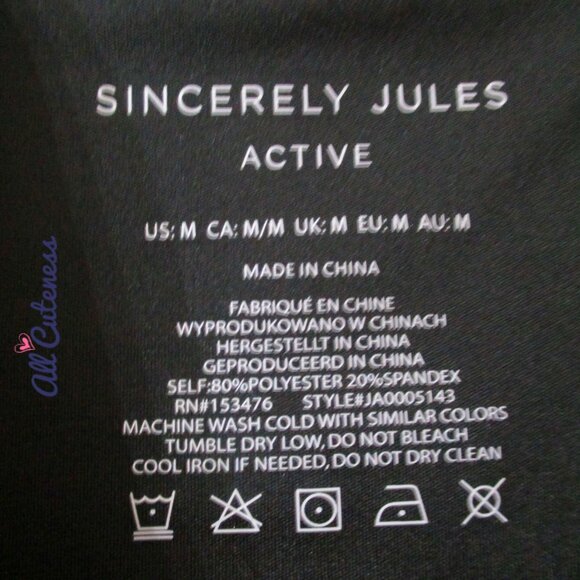 SINCERELY JULES
ACTIVE
US: M CA: M/M UK: M EU: M AU: M
MADE IN CHINA
FABRIQUÉ EN CHINE
WYPRODUKOWANO W CHINACH
HERGESTELLT IN CHINA
GEPRODUCEERD IN CHINA
SELF:80%POLYESTER 20%SPANDEX
RN#153476 STYLE#JA0005143
MACHINE WASH COLD WITH SIMILAR COLORS
TUMBLE DRY LOW, DO NOT BLEACH
COOL IRON IF NEEDED, DO NOT DRY CLEAN
All Cuteness